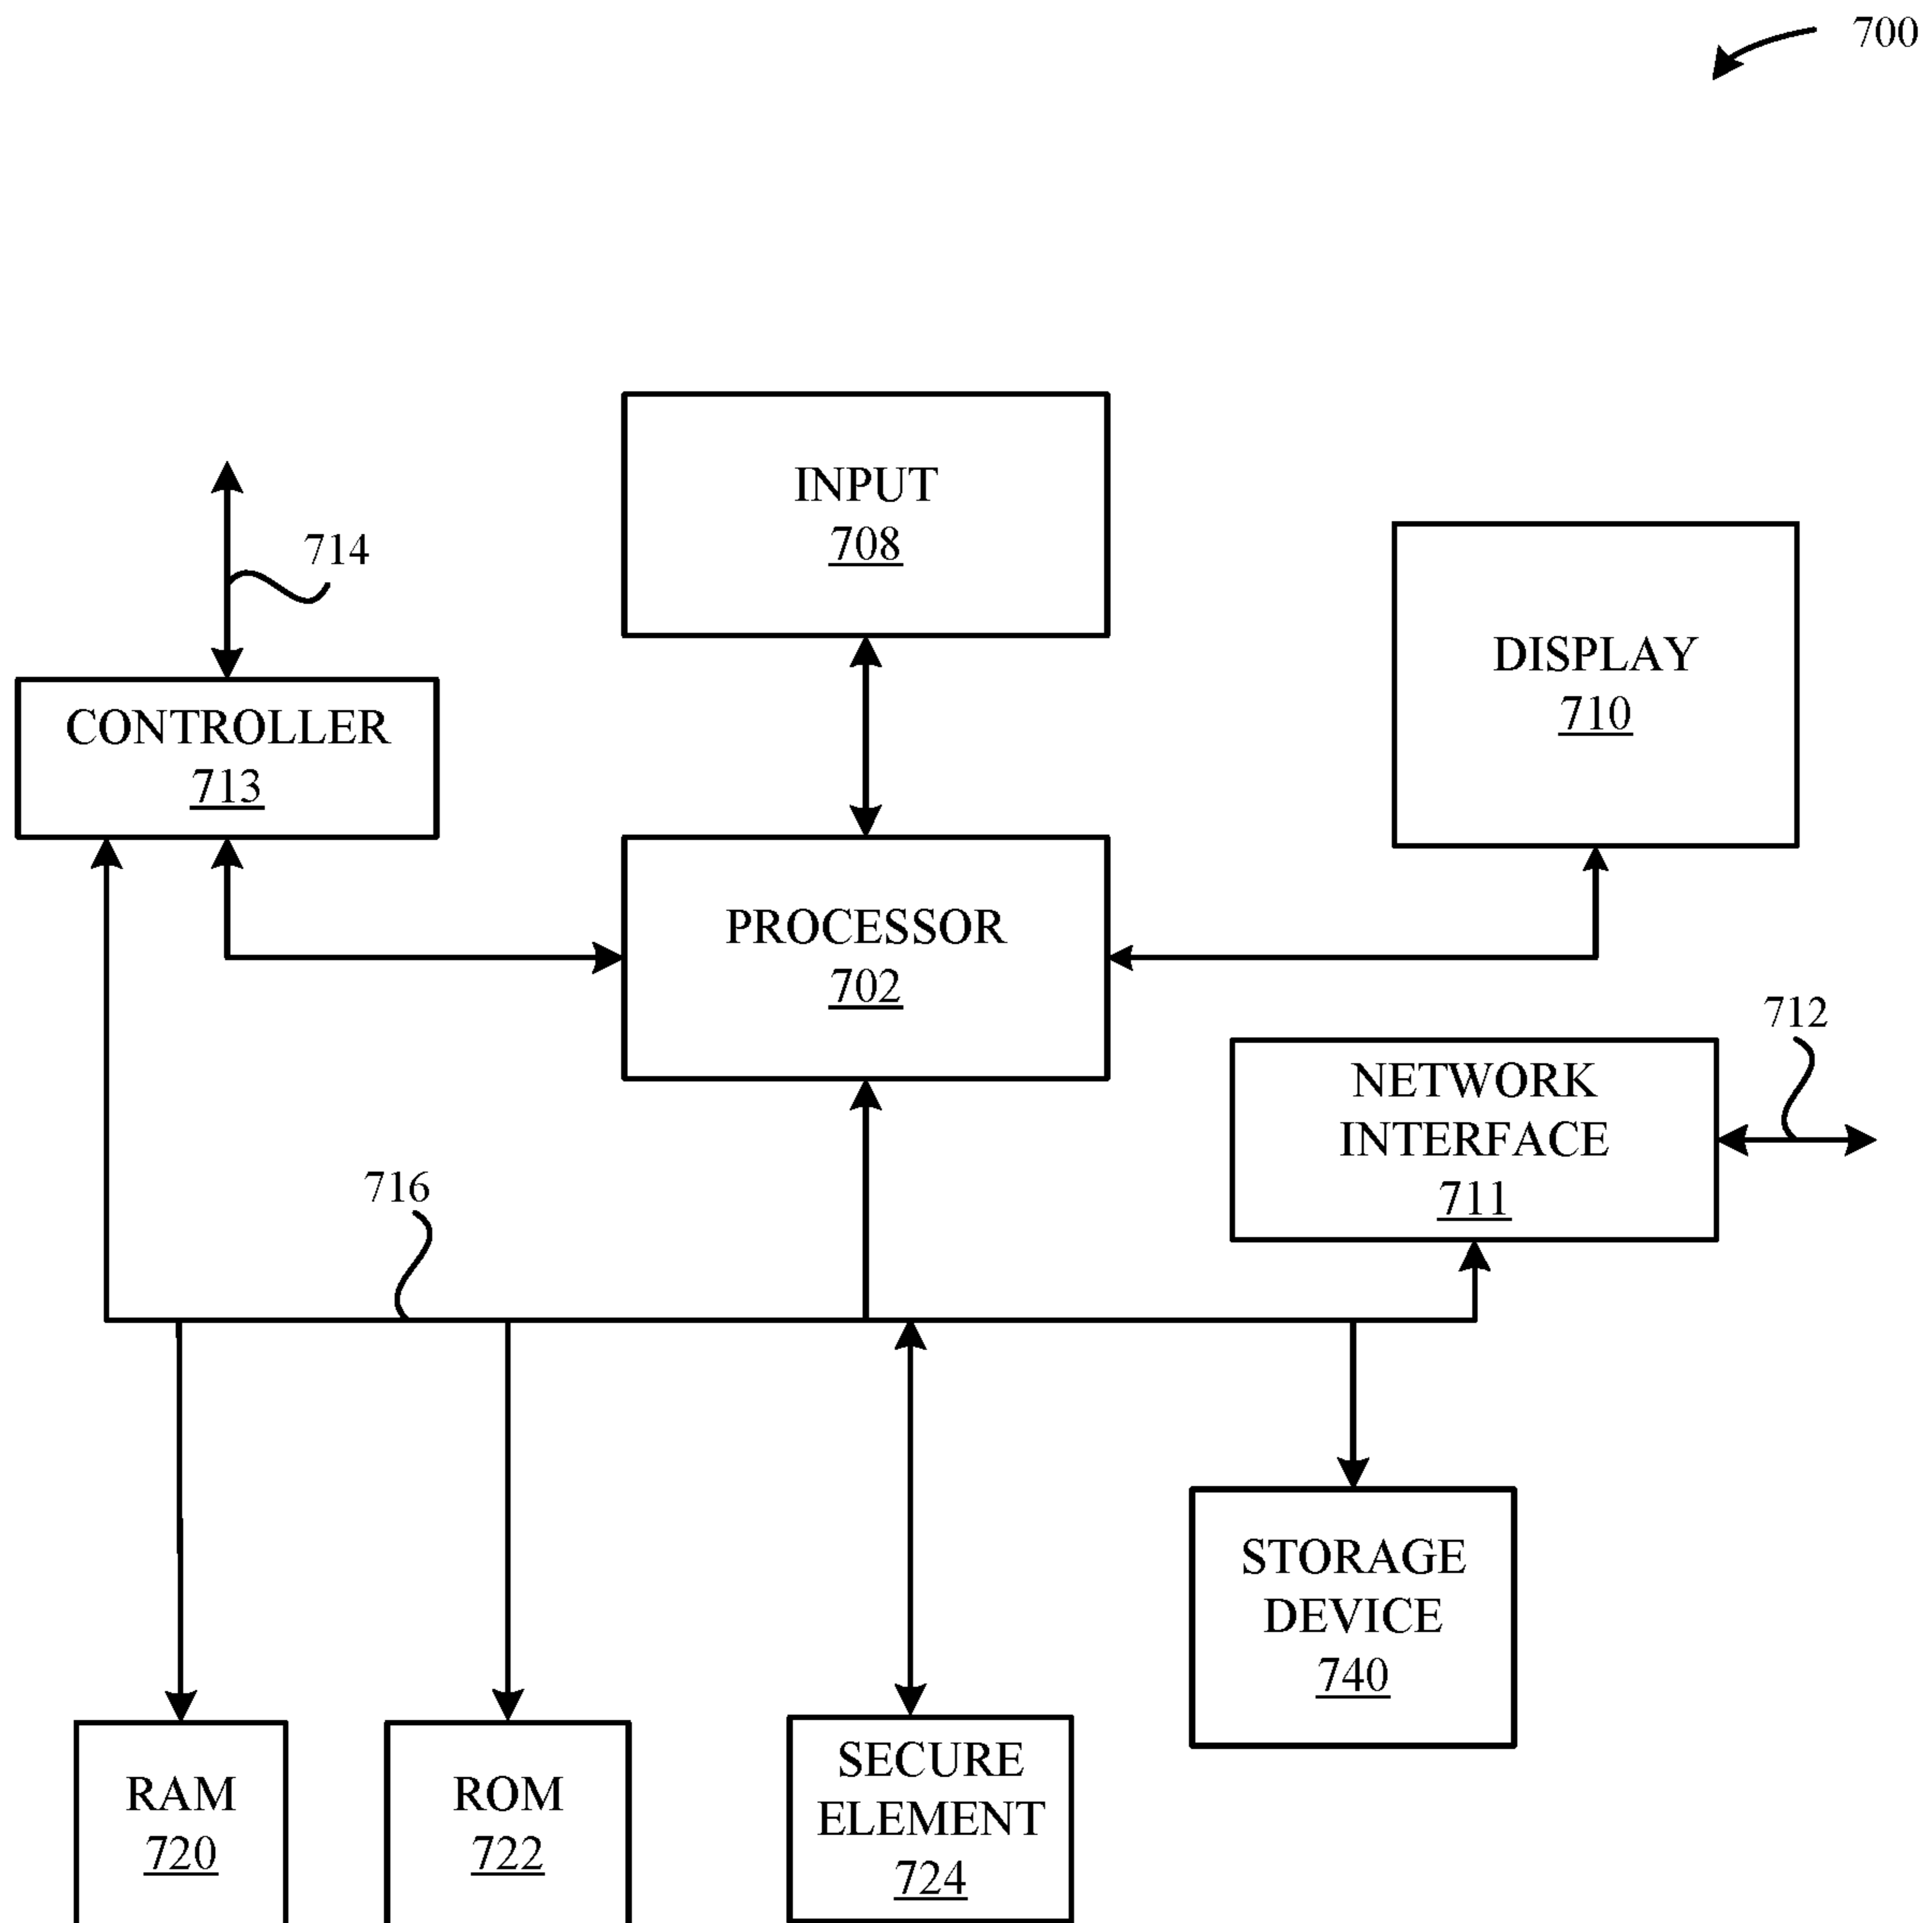 700
INPUT
708
714
DISPLAY
710
CONTROLLER
713
PROCESSOR
702
712
NETWORK
INTERFACE
711
716
STORAGE
DEVICE
740
RAM
720
ROM
722
SECURE
ELEMENT
724